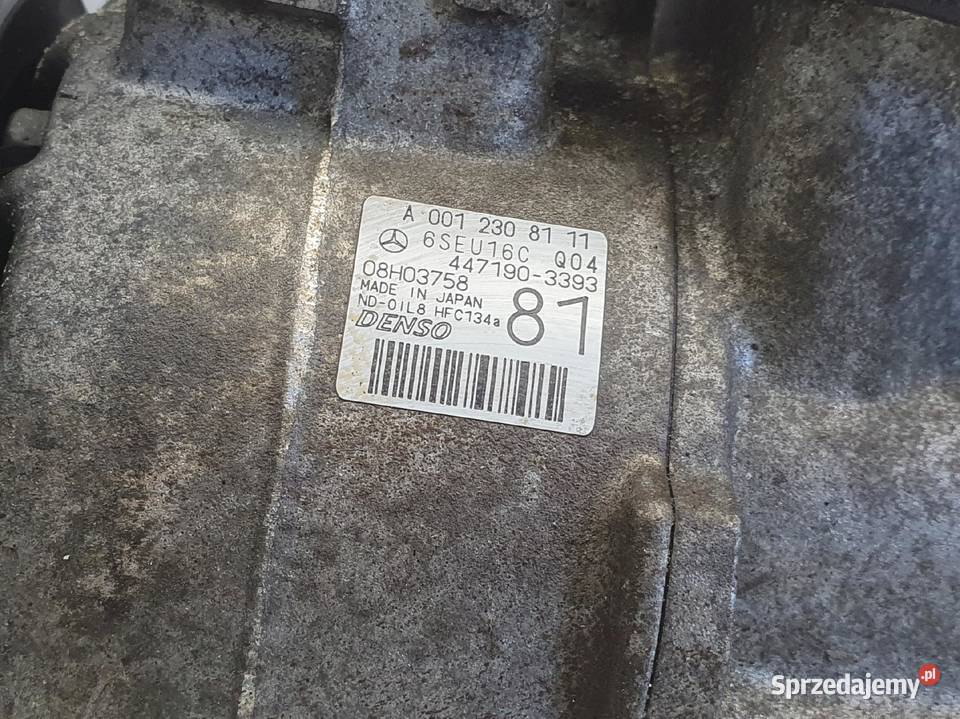 A 001 230 81 11
6SEU16C Q04
447190-3393
08H03758
MADE IN JAPAN
ND-OIL8 HFC134a
81
DENSO
Sprzedajemy.pl